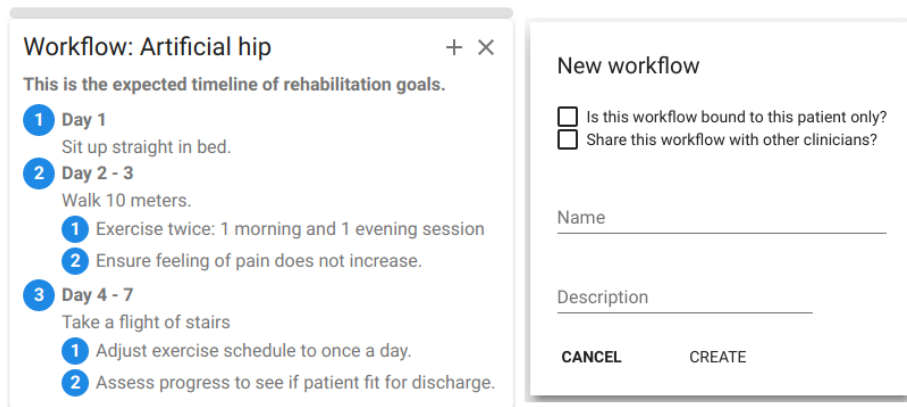 Workflow: Artificial hip
This is the expected timeline of rehabilitation goals.
1 Day 1
Sit up straight in bed.
2 Day 2 - 3
Walk 10 meters.
1 Exercise twice: 1 morning and 1 evening session
2 Ensure feeling of pain does not increase.
3 Day 4 - 7
Take a flight of stairs
1 Adjust exercise schedule to once a day.
2 Assess progress to see if patient fit for discharge.
New workflow
Is this workflow bound to this patient only?
Share this workflow with other clinicians?
Name
Description
CANCEL CREATE